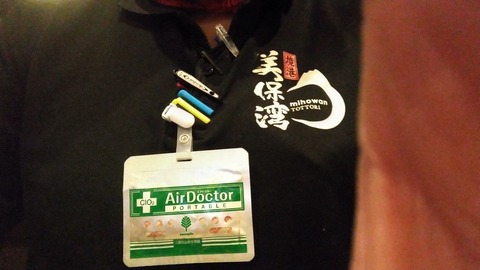 境港
美保湾
mihowan
TOTTORI
ClO₂
AirDoctor
PORTABLE